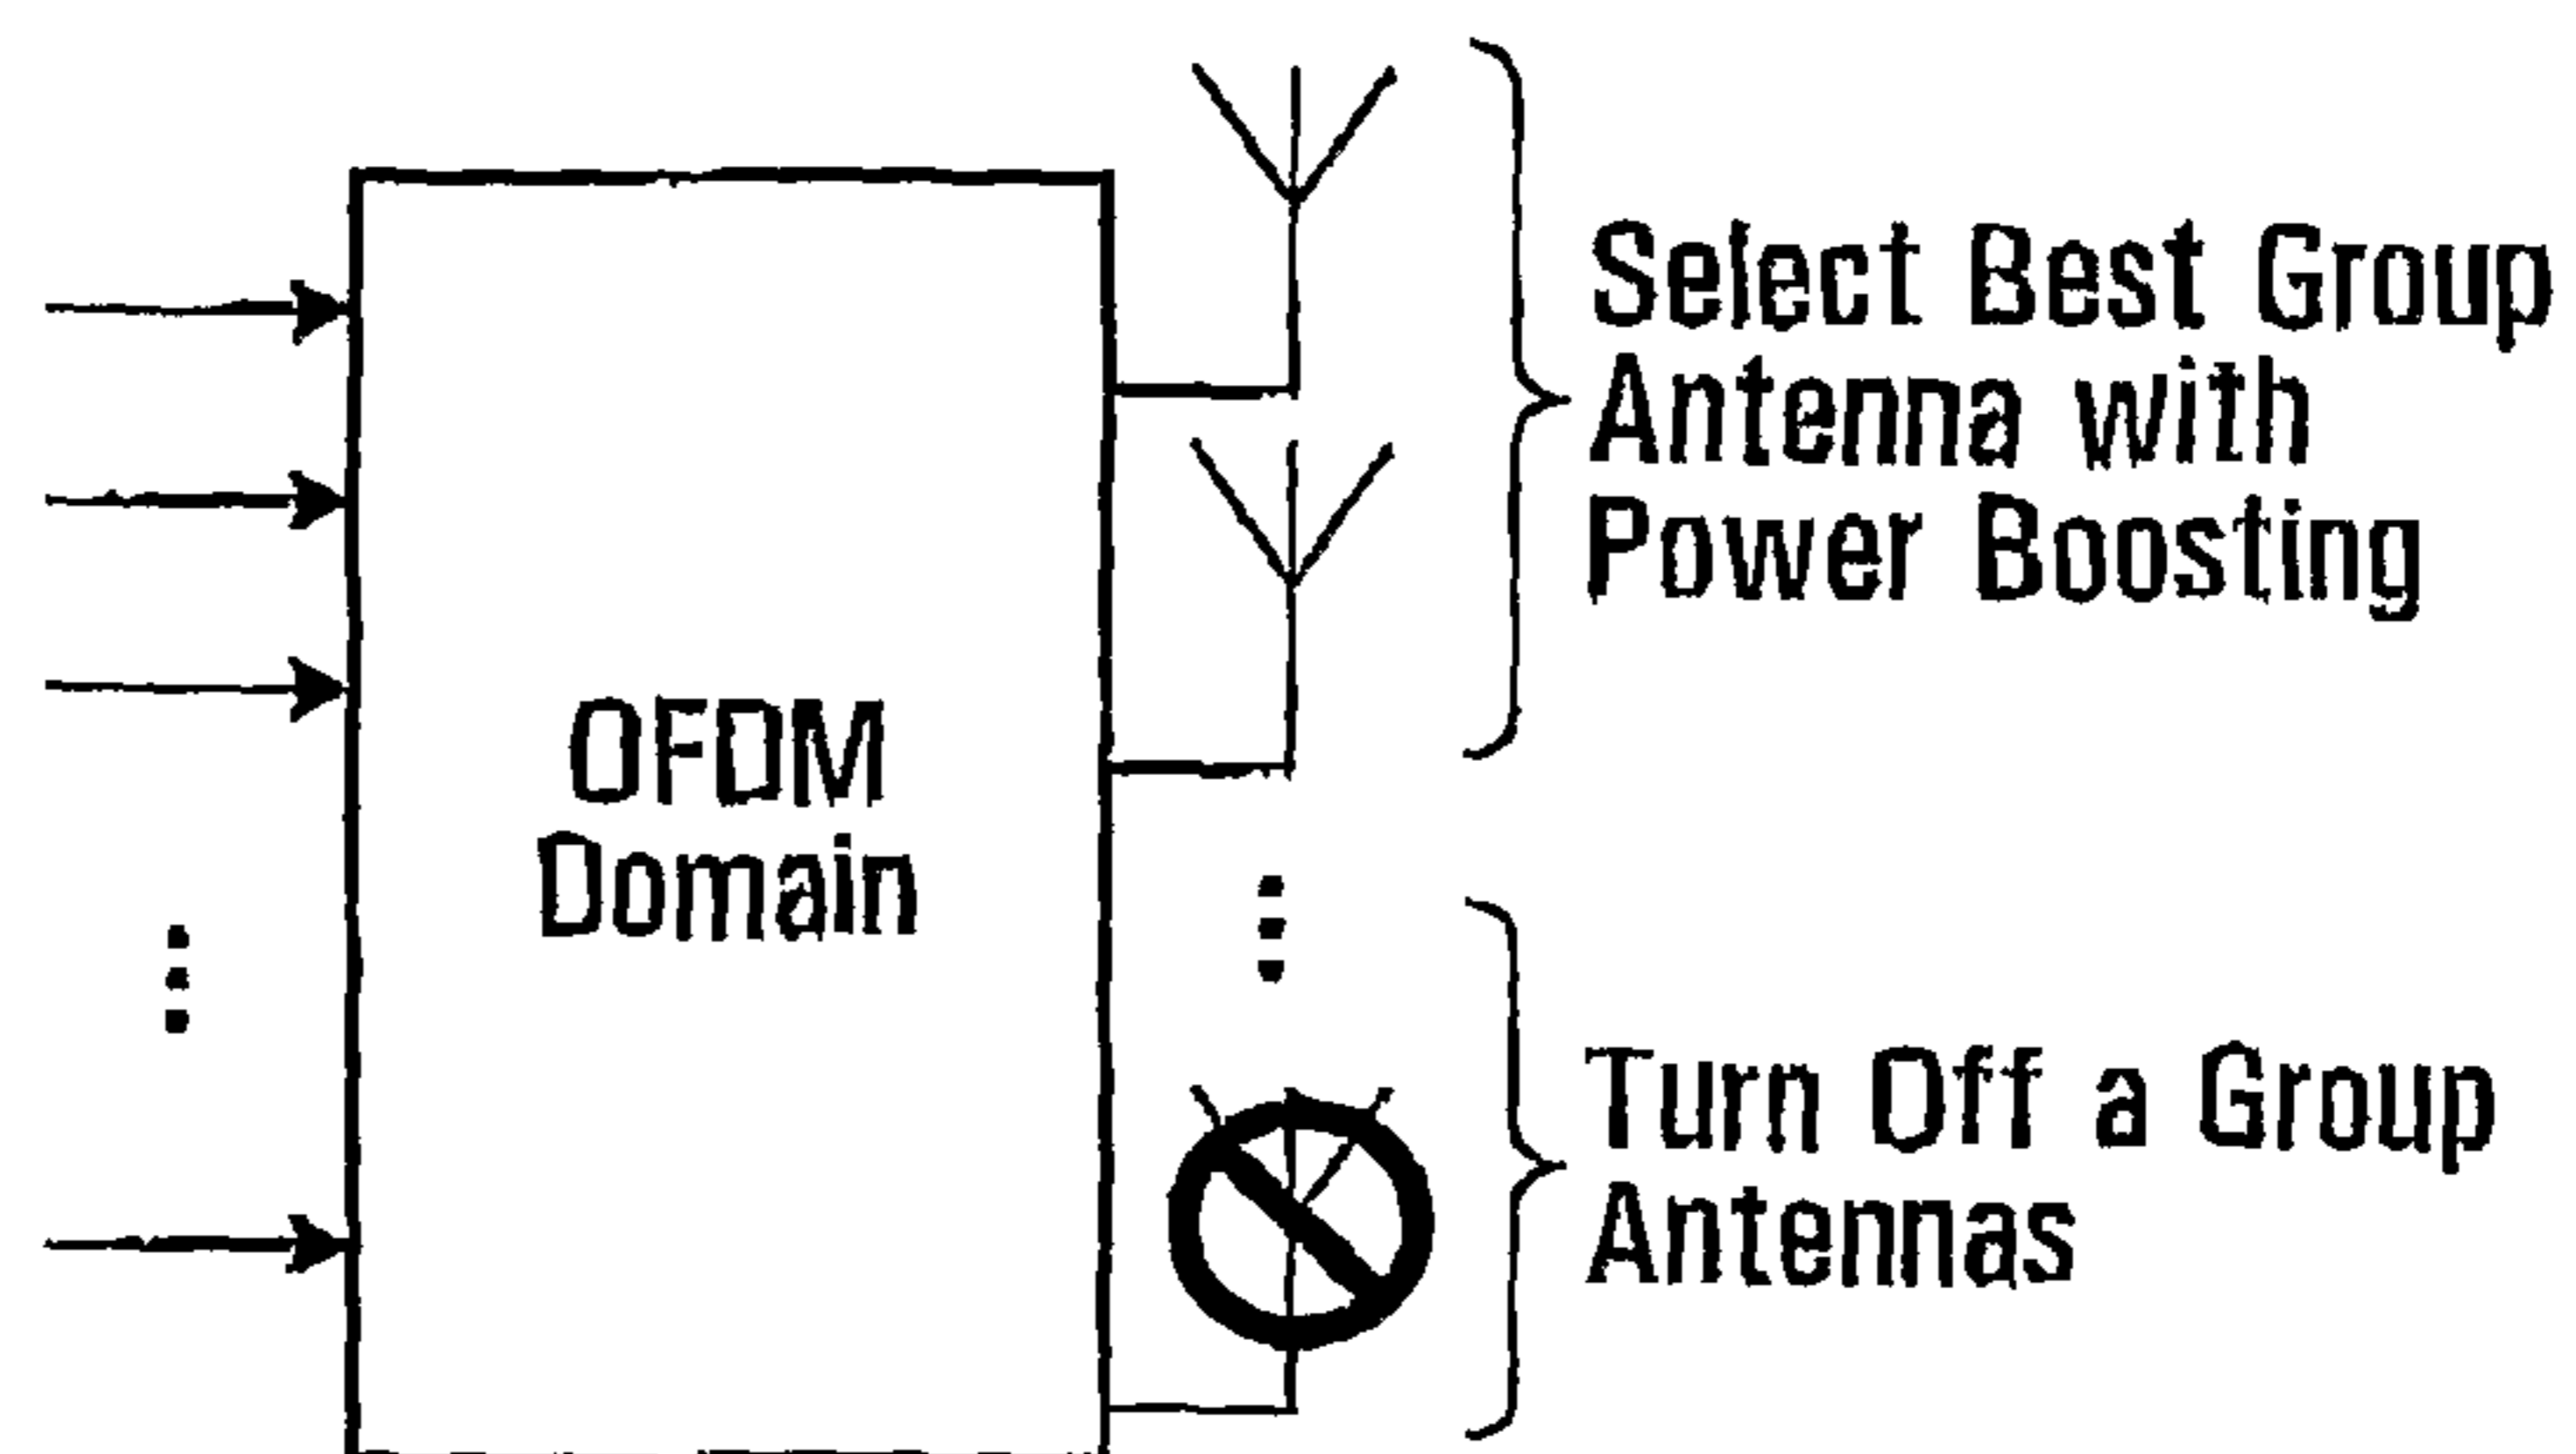 OFDM
Domain
Select Best Group
Antenna with
Power Boosting
Turn Off a Group
Antennas